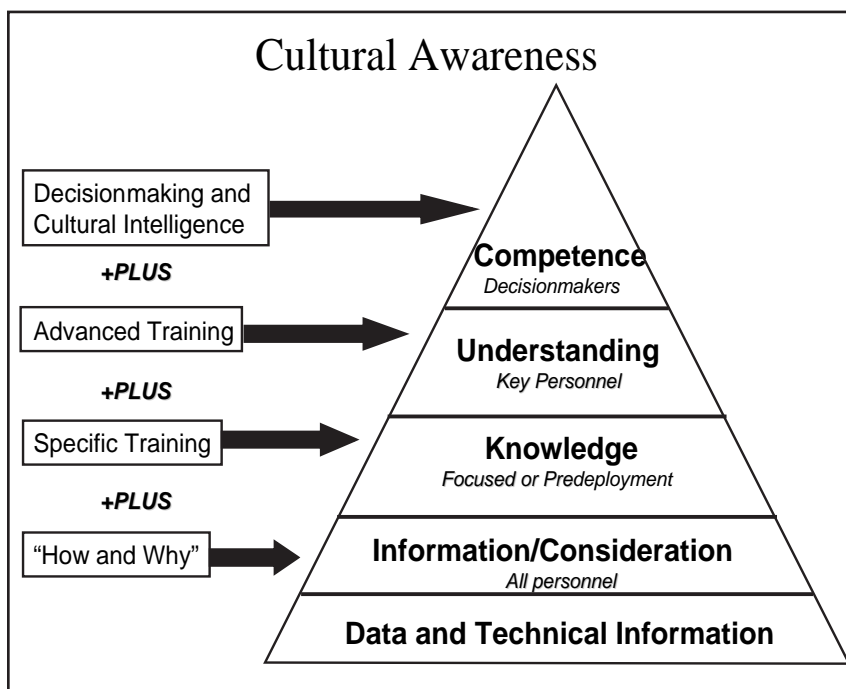 Cultural Awareness
Decisionmaking and
Cultural Intelligence
+PLUS
Advanced Training
+PLUS
Specific Training
+PLUS
“How and Why”
Competence
Decisionmakers
Understanding
Key Personnel
Knowledge
Focused or Predeployment
Information/Consideration
All personnel
Data and Technical Information